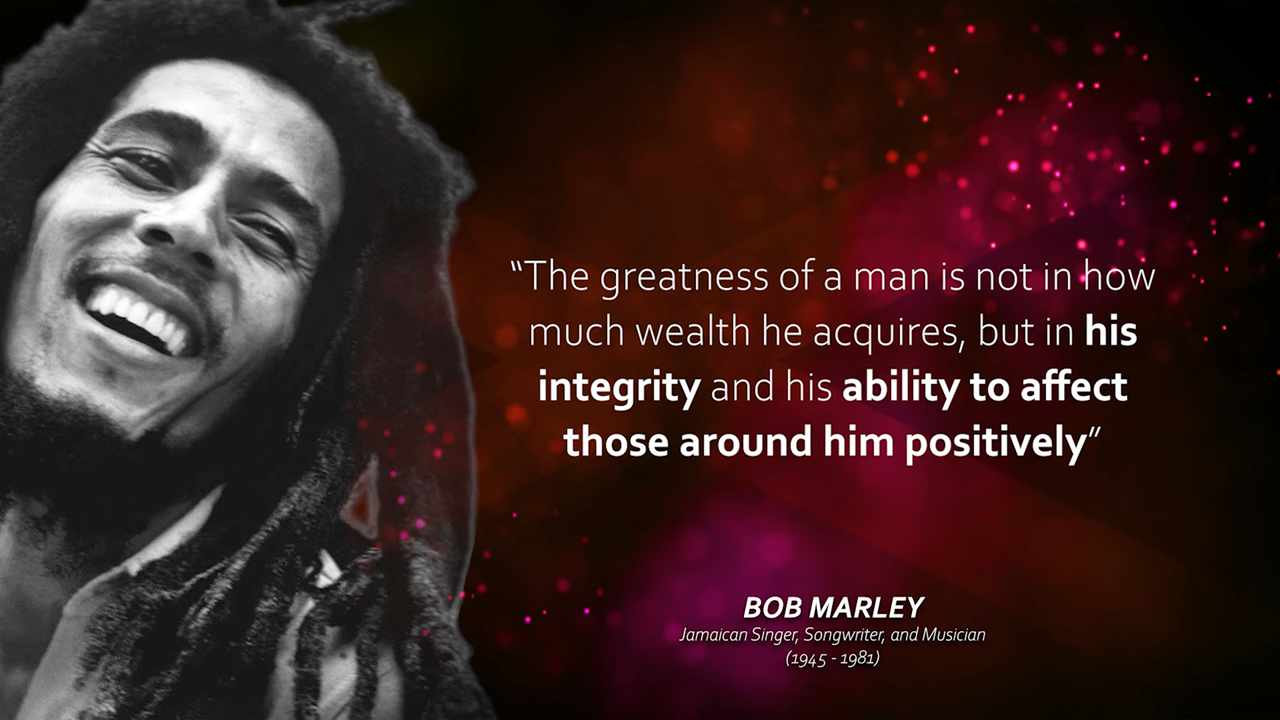 “The greatness of a man is not in how
much wealth he acquires, but in his
integrity and his ability to affect
those around him positively”
BOB MARLEY
Jamaican Singer, Songwriter, and Musician
(1945 - 1981)